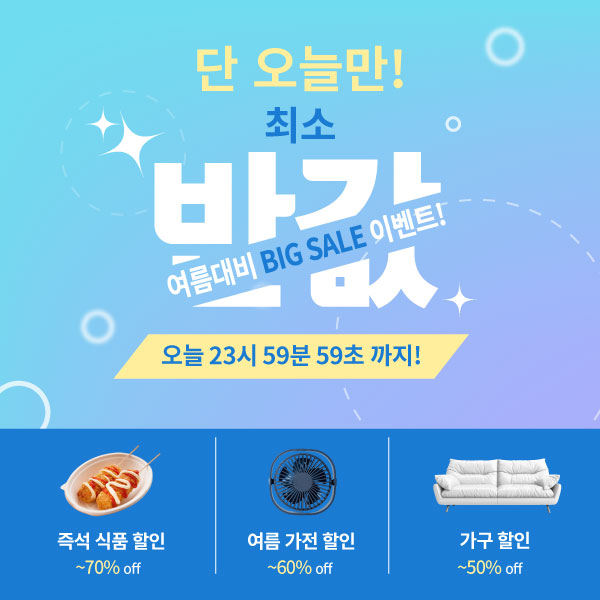 단 오늘만!
최소
반값
여름대비 BIG SALE 이벤트!
오늘 23시 59분 59초 까지!
즉석 식품 할인
~70% off
여름 가전 할인
~60% off
가구 할인
~50% off